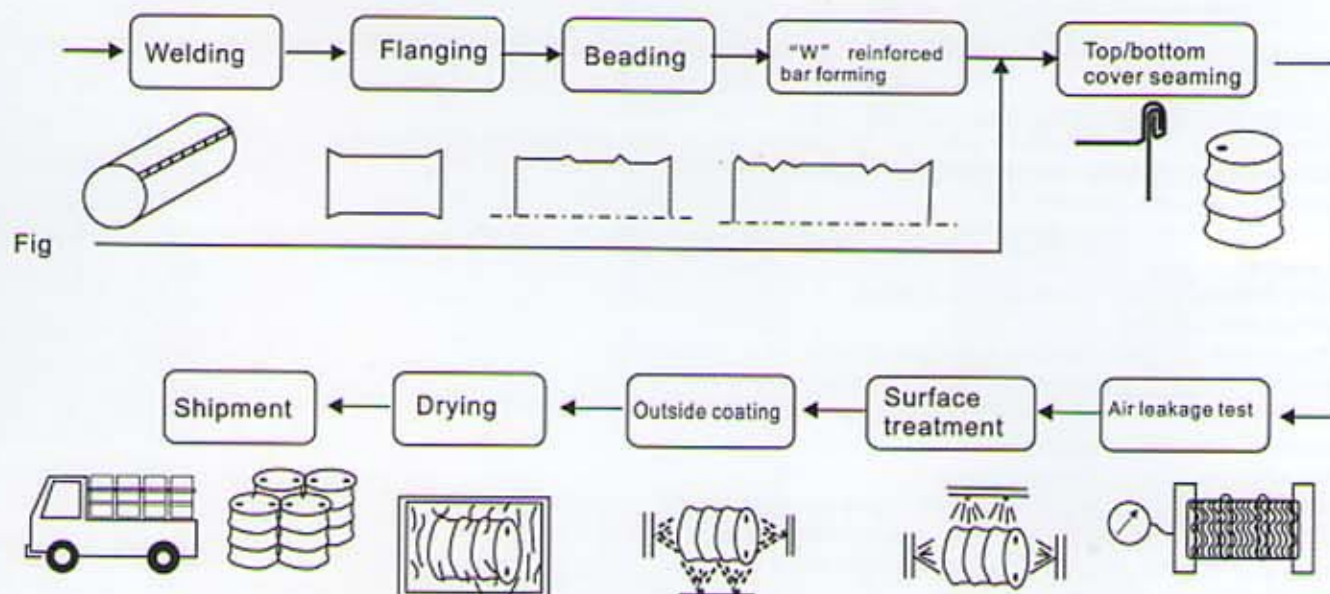 Welding
Flanging
Beading
"W" reinforced
bar forming
Top/bottom
cover seaming
Fig
Shipment
Drying
Outside coating
Surface
treatment
Air leakage test